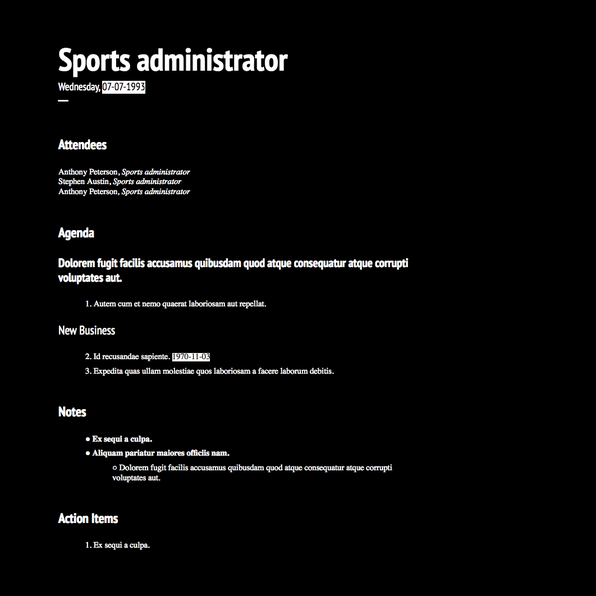 Sports administrator
Wednesday, 07-07-1993
Attendees
Anthony Peterson, Sports administrator
Stephen Austin, Sports administrator
Anthony Peterson, Sports administrator
Agenda
Dolorem fugit facilis accusamus quibusdam quod atque consequatur atque corrupti
voluptates aut.
1. Autem cum et nemo quaerat laboriosam aut repellat.
New Business
2. Id recusandae sapiente. 1970-11-03
3. Expedita quas ullam molestiae quos laboriosam a facere laborum debitis.
Notes
● Ex sequi a culpa.
● Aliquam pariatur maiores officiis nam.
○ Dolorem fugit facilis accusamus quibusdam quod atque consequatur atque corrupti
voluptates aut.
Action Items
1. Ex sequi a culpa.